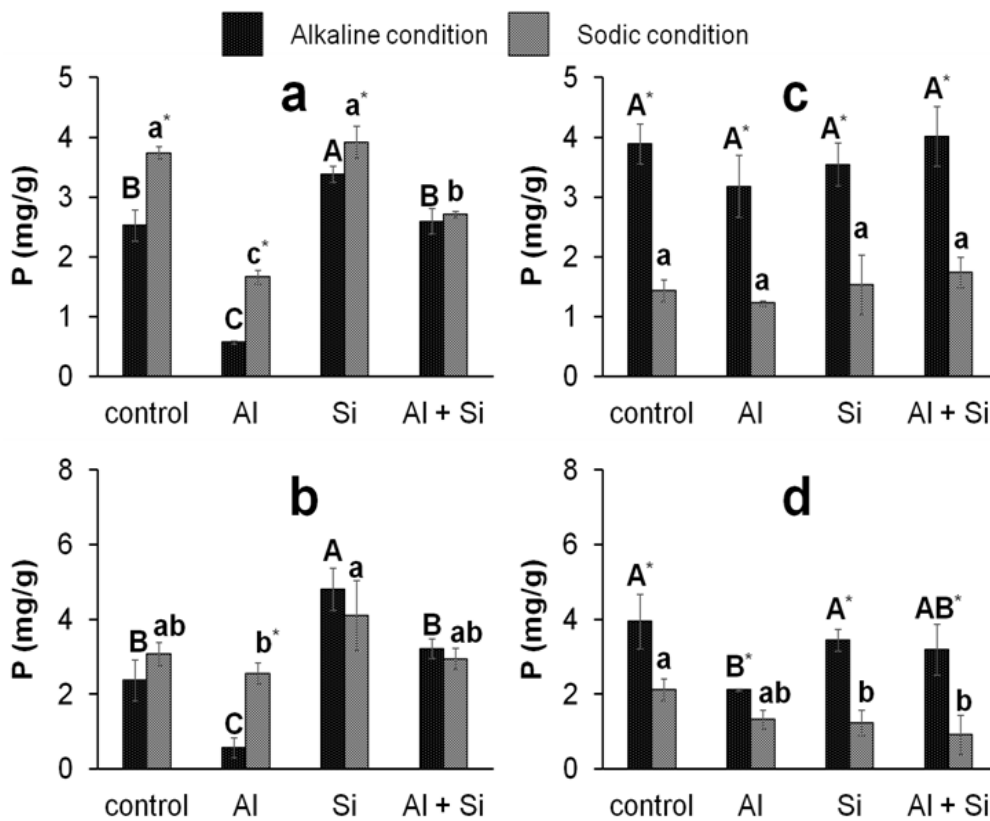 Alkaline condition Sodic condition
a
P (mg/g)
5
4
3
2
1
0
B a* C c* A a* B b
control Al Si Al + Si
c
P (mg/g)
5
4
3
2
1
0
A* a A* a A* a A* a
control Al Si Al + Si
b
P (mg/g)
8
6
4
2
0
B ab C b* A a B ab
control Al Si Al + Si
d
P (mg/g)
8
6
4
2
0
A* a B* ab A* b AB* b
control Al Si Al + Si